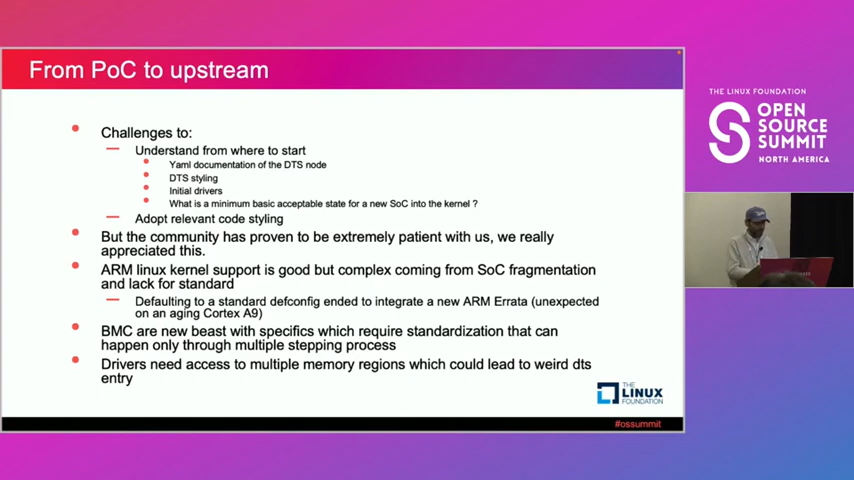 From PoC to upstream
Challenges to:
Understand from where to start
Yaml documentation of the DTS node
DTS styling
Initial drivers
What is a minimum basic acceptable state for a new SoC into the kernel ?
Adopt relevant code styling
But the community has proven to be extremely patient with us, we really
appreciated this.
ARM linux kernel support is good but complex coming from SoC fragmentation
and lack for standard
Defaulting to a standard defconfig ended to integrate a new ARM Errata (unexpected
on an aging Cortex A9)
BMC are new beast with specifics which require standardization that can
happen only through multiple stepping process
Drivers need access to multiple memory regions which could lead to weird dts
entry
THE
LINUX
FOUNDATION
#ossummit
THE LINUX FOUNDATION
OPEN
SOURCE
SUMMIT
NORTH AMERICA